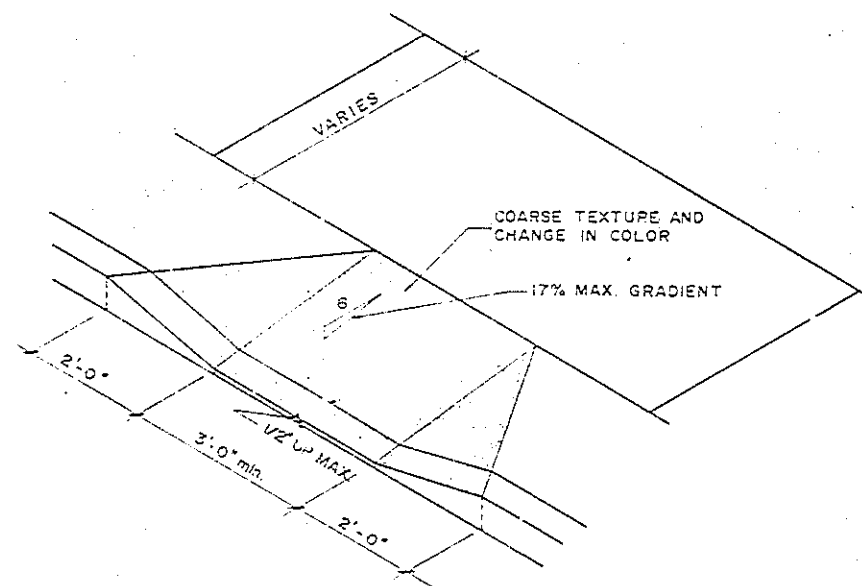 VARIES
COARSE TEXTURE AND
CHANGE IN COLOR
17% MAX. GRADIENT
6
2'-0"
1/2" UP MAX.
3'-0" min.
2'-0"